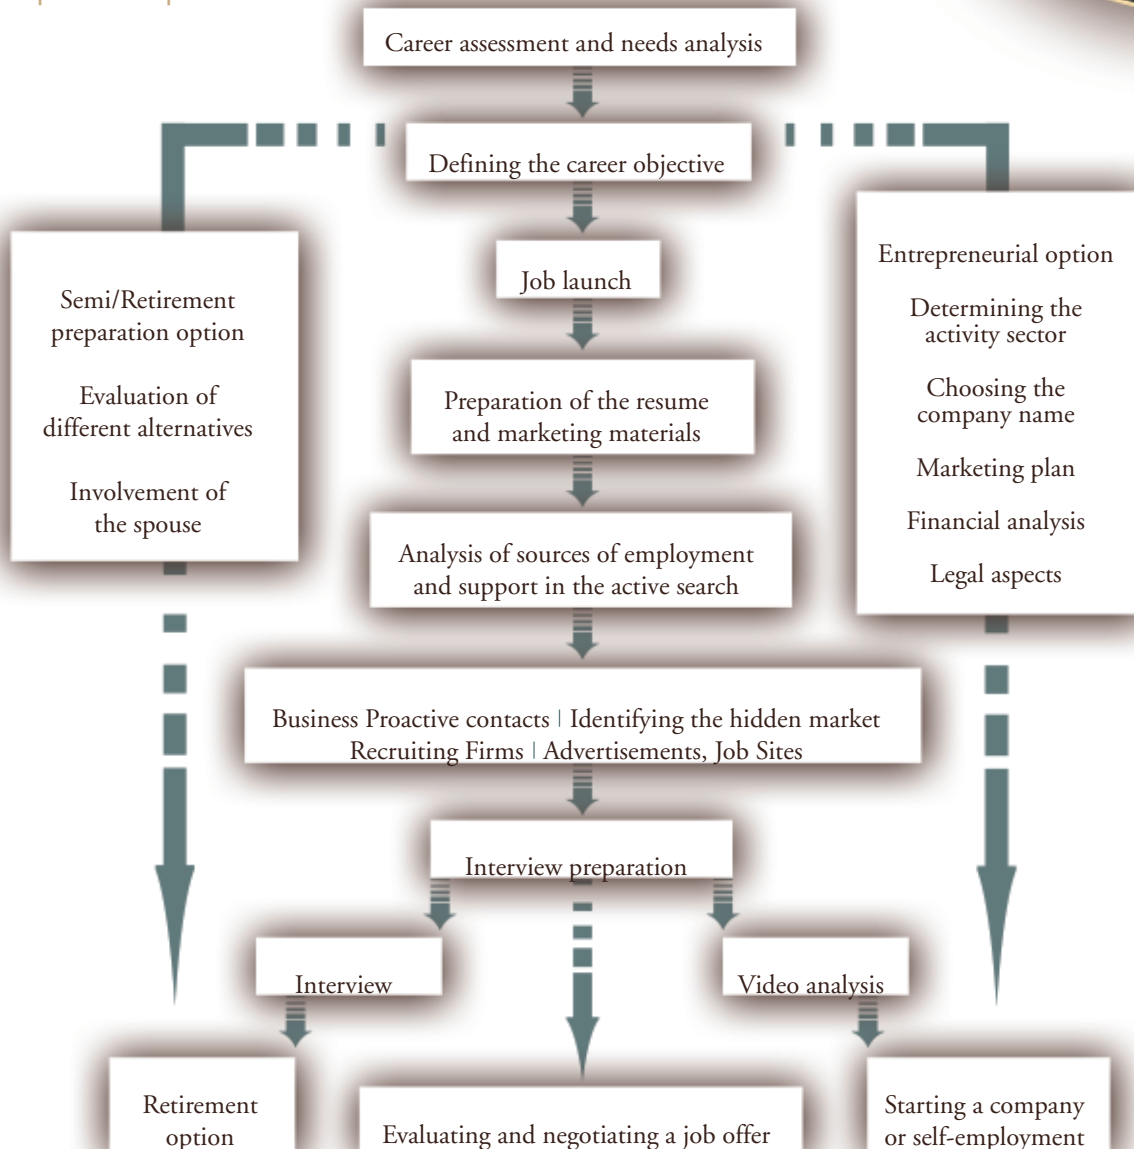 Career assessment and needs analysis
Defining the career objective
Job launch
Semi/Retirement
preparation option
Evaluation of
different alternatives
Involvement of
the spouse
Entrepreneurial option
Determining the
activity sector
Choosing the
company name
Marketing plan
Financial analysis
Legal aspects
Preparation of the resume
and marketing materials
Analysis of sources of employment
and support in the active search
Business Proactive contacts | Identifying the hidden market
Recruiting Firms | Advertisements, Job Sites
Interview preparation
Interview
Video analysis
Retirement
option
Evaluating and negotiating a job offer
Starting a company
or self-employment